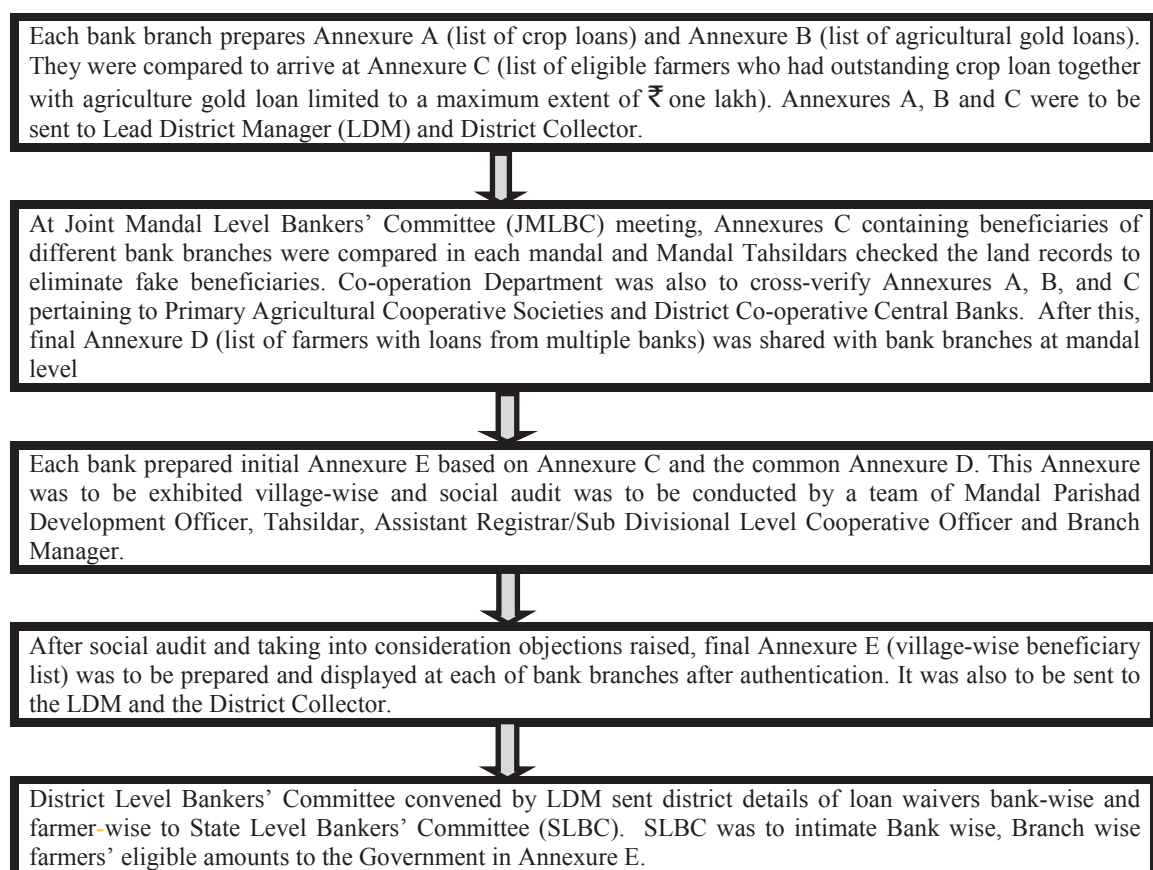 Each bank branch prepares Annexure A (list of crop loans) and Annexure B (list of agricultural gold loans).
They were compared to arrive at Annexure C (list of eligible farmers who had outstanding crop loan together
with agriculture gold loan limited to a maximum extent of ₹ one lakh). Annexures A, B and C were to be
sent to Lead District Manager (LDM) and District Collector.
At Joint Mandal Level Bankers' Committee (JMLBC) meeting, Annexures C containing beneficiaries of
different bank branches were compared in each mandal and Mandal Tahsildars checked the land records to
eliminate fake beneficiaries. Co-operation Department was also to cross-verify Annexures A, B, and C
pertaining to Primary Agricultural Cooperative Societies and District Co-operative Central Banks. After this,
final Annexure D (list of farmers with loans from multiple banks) was shared with bank branches at mandal
level
Each bank prepared initial Annexure E based on Annexure C and the common Annexure D. This Annexure
was to be exhibited village-wise and social audit was to be conducted by a team of Mandal Parishad
Development Officer, Tahsildar, Assistant Registrar/Sub Divisional Level Cooperative Officer and Branch
Manager.
After social audit and taking into consideration objections raised, final Annexure E (village-wise beneficiary
list) was to be prepared and displayed at each of bank branches after authentication. It was also to be sent to
the LDM and the District Collector.
District Level Bankers' Committee convened by LDM sent district details of loan waivers bank-wise and
farmer-wise to State Level Bankers' Committee (SLBC). SLBC was to intimate Bank wise, Branch wise
farmers' eligible amounts to the Government in Annexure E.